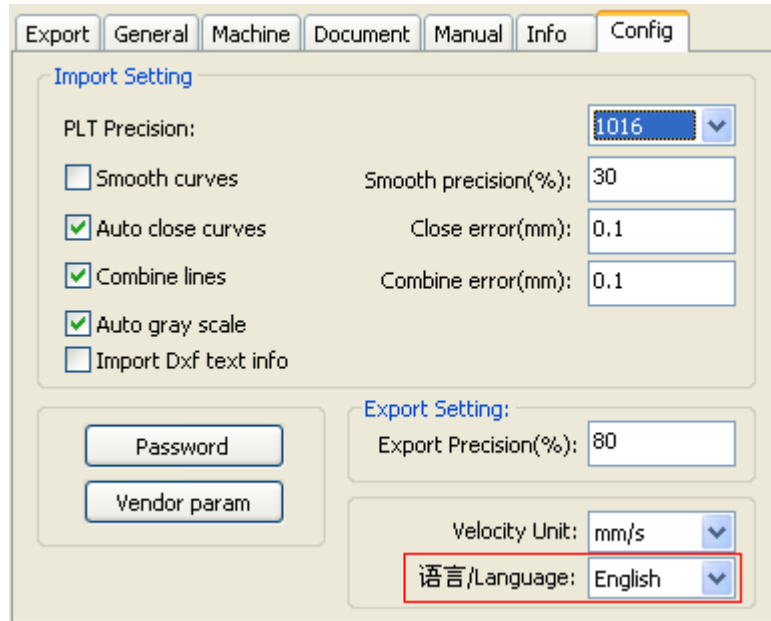 Export General Machine Document Manual Info Config
Import Setting
PLT Precision: 1016
Smooth curves Smooth precision(%): 30
Auto close curves Close error(mm): 0.1
Combine lines Combine error(mm): 0.1
Auto gray scale
Import Dxf text info
Password
Vendor param
Export Setting:
Export Precision(%): 80
Velocity Unit: mm/s
语言/Language: English